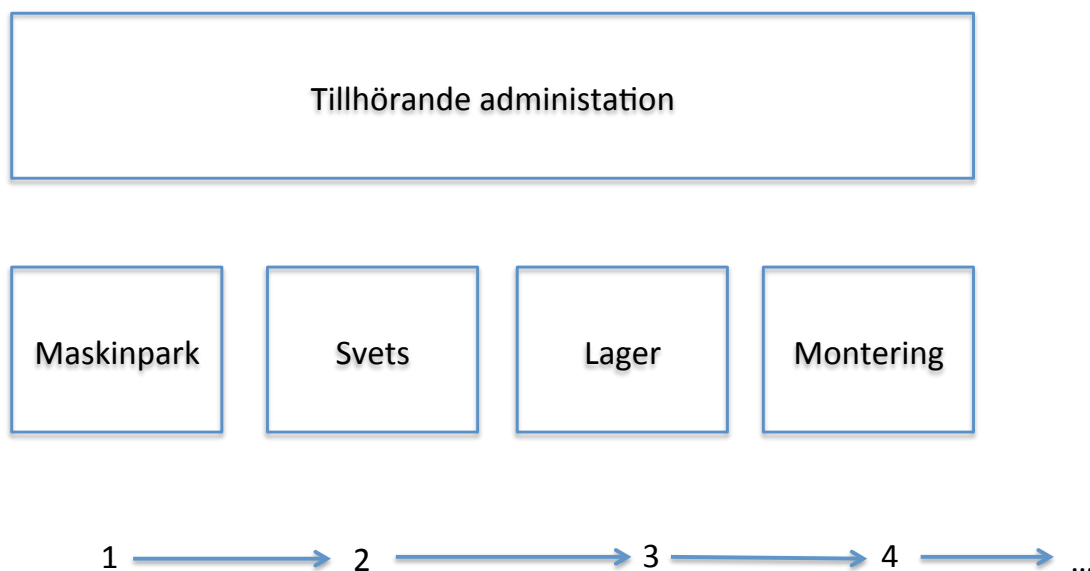 Tillhörande administation
Maskinpark
Svets
Lager
Montering
1 2 3 4 ...